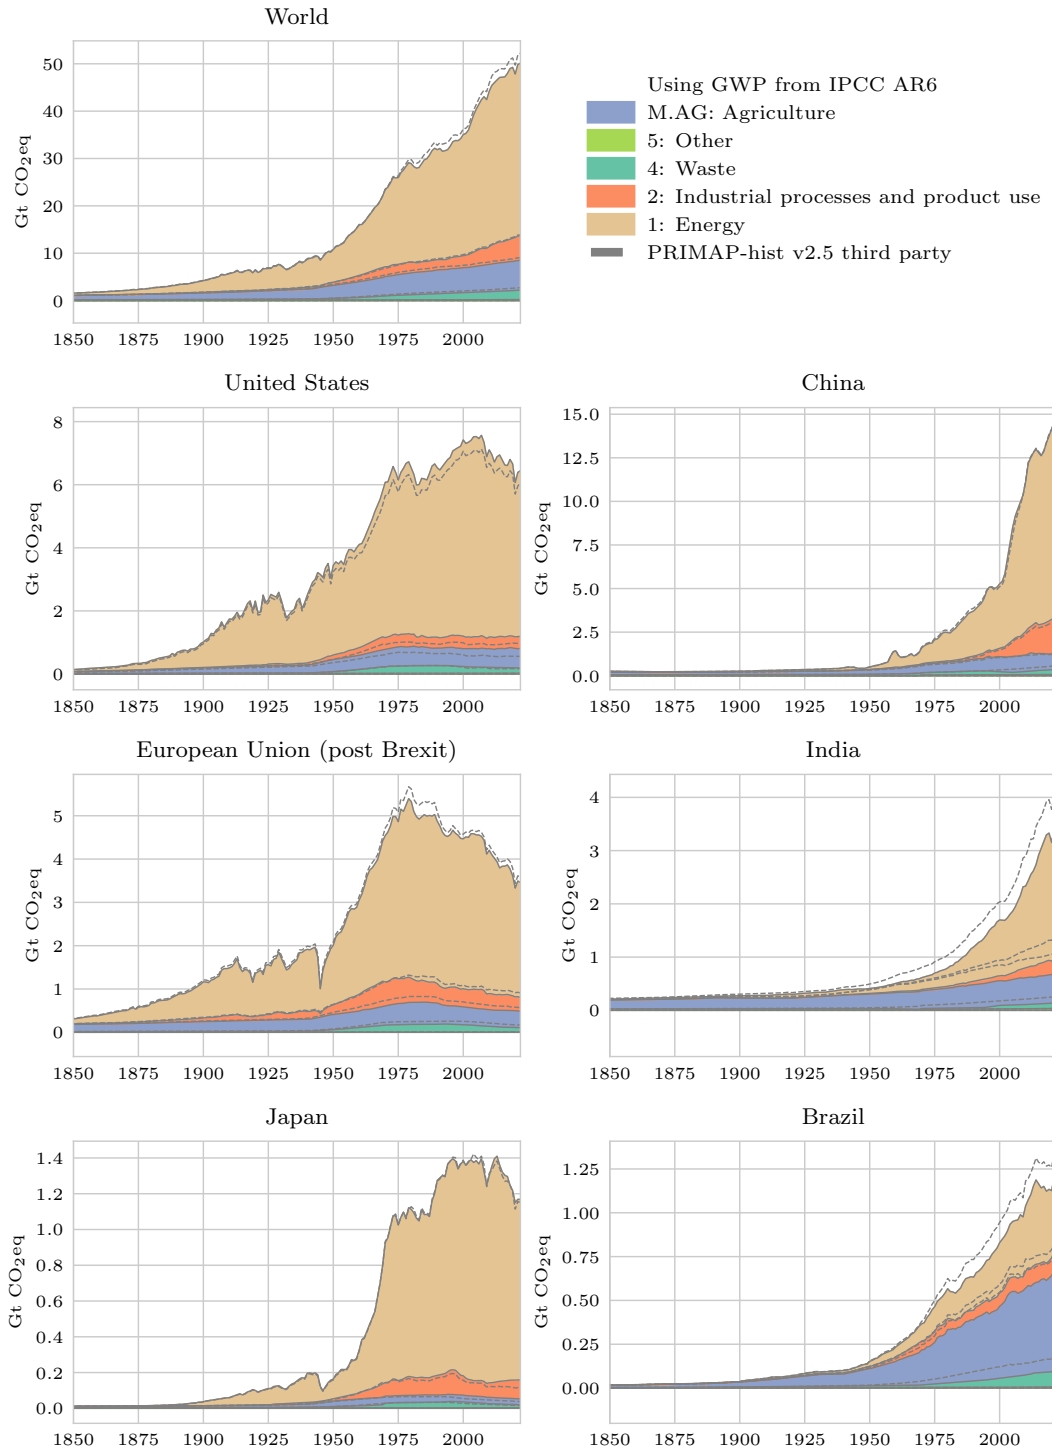 World
Gt CO2eq
50
40
30
20
10
0
1850 1875 1900 1925 1950 1975 2000
Using GWP from IPCC AR6
M.AG: Agriculture
5: Other
4: Waste
2: Industrial processes and product use
1: Energy
PRIMAP-hist v2.5 third party
United States
Gt CO2eq
8
6
4
2
0
1850 1875 1900 1925 1950 1975 2000
China
Gt CO2eq
15.0
12.5
10.0
7.5
5.0
2.5
0.0
1850 1875 1900 1925 1950 1975 2000
European Union (post Brexit)
Gt CO2eq
5
4
3
2
1
0
1850 1875 1900 1925 1950 1975 2000
India
Gt CO2eq
4
3
2
1
0
1850 1875 1900 1925 1950 1975 2000
Japan
Gt CO2eq
1.4
1.2
1.0
0.8
0.6
0.4
0.2
0.0
1850 1875 1900 1925 1950 1975 2000
Brazil
Gt CO2eq
1.25
1.00
0.75
0.50
0.25
0.00
1850 1875 1900 1925 1950 1975 2000